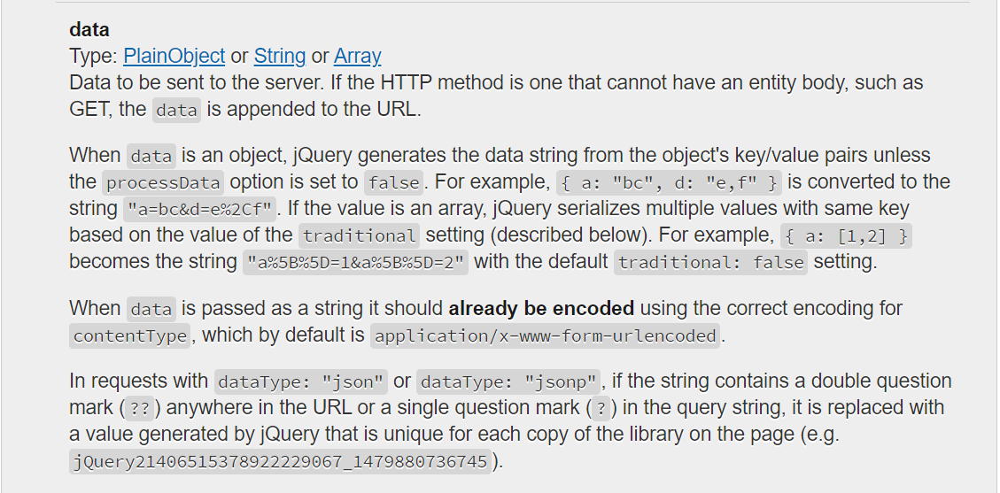 data
Type: PlainObject or String or Array
Data to be sent to the server. If the HTTP method is one that cannot have an entity body, such as
GET, the data is appended to the URL.
When data is an object, jQuery generates the data string from the object's key/value pairs unless
the processData option is set to false. For example, { a: "bc", d: "e,f" } is converted to the
string "a=bc&d=e%2Cf". If the value is an array, jQuery serializes multiple values with same key
based on the value of the traditional setting (described below). For example, { a: [1,2] }
becomes the string "a%5B%5D=1&a%5B%5D=2" with the default traditional: false setting.
When data is passed as a string it should already be encoded using the correct encoding for
contentType, which by default is application/x-www-form-urlencoded.
In requests with dataType: "json" or dataType: "jsonp", if the string contains a double question
mark (??) anywhere in the URL or a single question mark (?) in the query string, it is replaced with
a value generated by jQuery that is unique for each copy of the library on the page (e.g.
jQuery21406515378922229067_1479880736745).